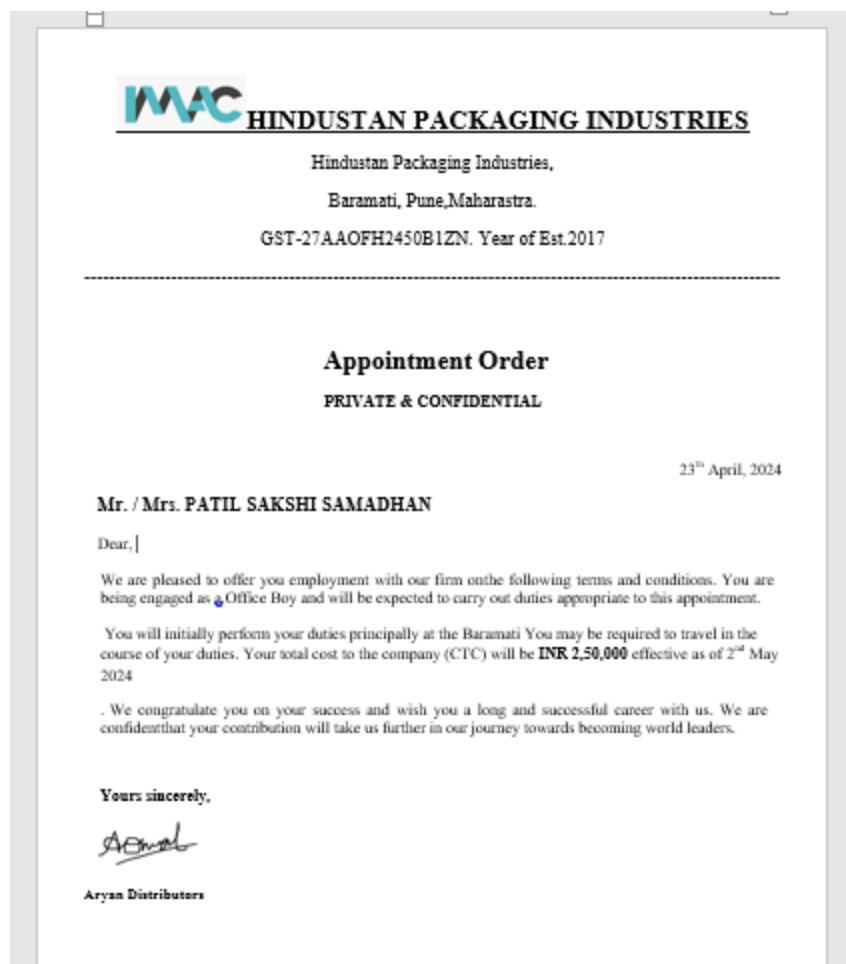 IMAC HINDUSTAN PACKAGING INDUSTRIES
Hindustan Packaging Industries,
Baramati, Pune,Maharastra.
GST-27AAOFH2450B1ZN. Year of Est.2017
Appointment Order
PRIVATE & CONFIDENTIAL
23Th April, 2024
Mr. / Mrs. PATIL SAKSHI SAMADHAN
Dear,
We are pleased to offer you employment with our firm onthe following terms and conditions. You are
being engaged as a Office Boy and will be expected to carry out duties appropriate to this appointment.
You will initially perform your duties principally at the Baramati You may be required to travel in the
course of your duties. Your total cost to the company (CTC) will be INR 2,50,000 effective as of 2nd May
2024
. We congratulate you on your success and wish you a long and successful career with us. We are
confidentthat your contribution will take us further in our journey towards becoming world leaders.
Yours sincerely,
Aryan Distributors